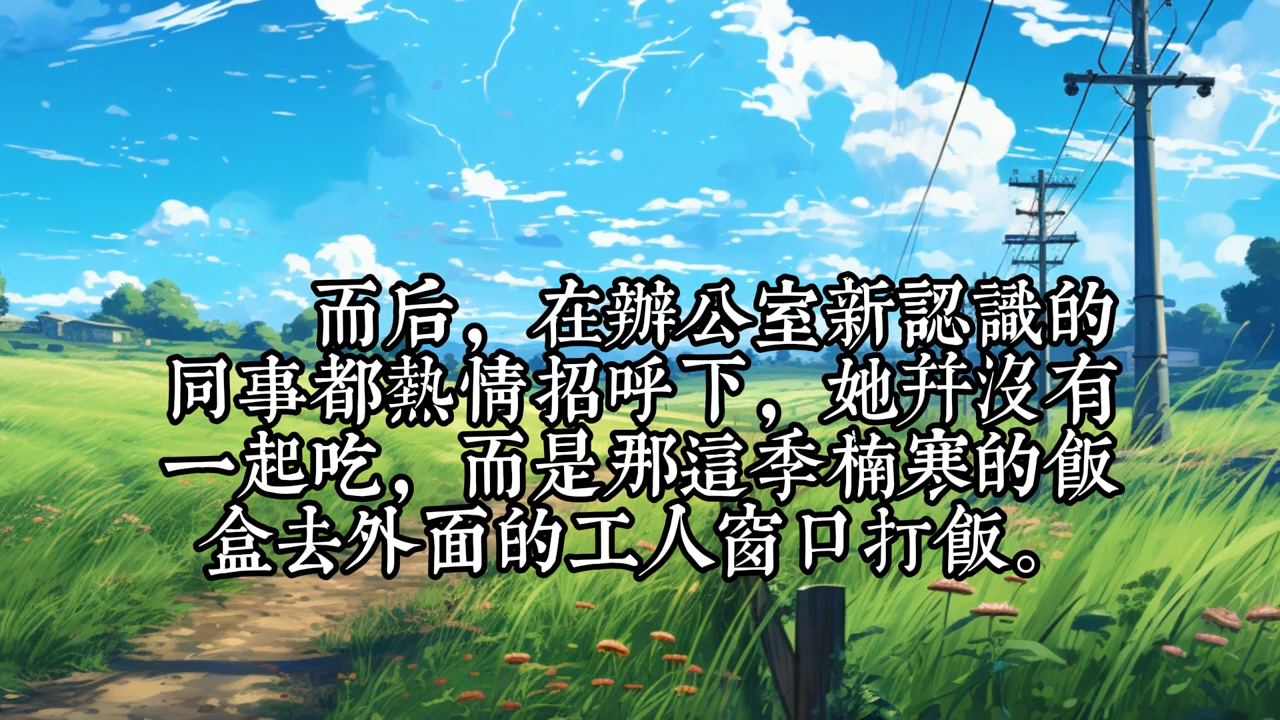 而后，在辦公室新認識的
同事都熱情招呼下，她并沒有
一起吃，而是那這季楠寒的飯
盒去外面的工人窗口打飯。